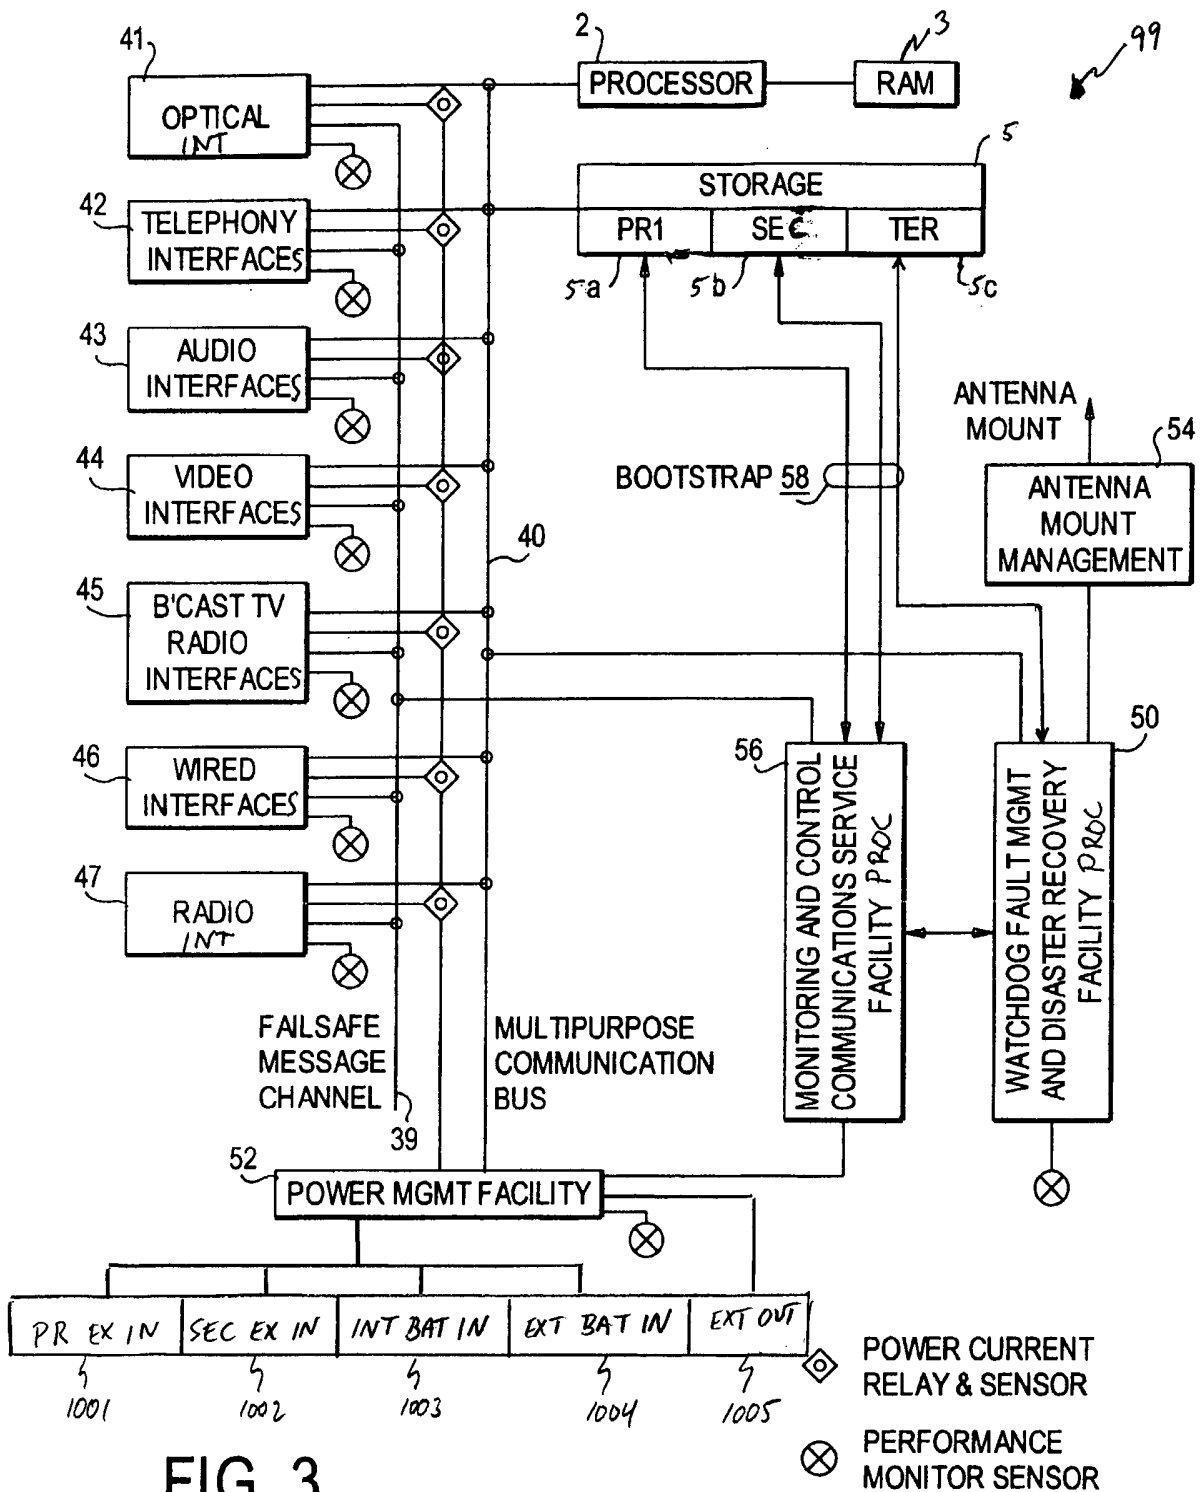 41
OPTICAL
INT
42
TELEPHONY
INTERFACES
43
AUDIO
INTERFACES
44
VIDEO
INTERFACES
45
B'CAST TV
RADIO
INTERFACES
46
WIRED
INTERFACES
47
RADIO
INT
2
PROCESSOR
3
RAM
99
5
STORAGE
PR1
SEC
TER
5a
5b
5c
ANTENNA
MOUNT
54
ANTENNA
MOUNT
MANAGEMENT
BOOTSTRAP 58
40
56
MONITORING AND CONTROL
COMMUNICATIONS SERVICE
FACILITY PROC
50
WATCHDOG FAULT MGMT
AND DISASTER RECOVERY
FACILITY PROC
FAILSAFE
MESSAGE
CHANNEL
39
MULTIPURPOSE
COMMUNICATION
BUS
52
POWER MGMT FACILITY
PR EX IN
SEC EX IN
INT BAT IN
EXT BAT IN
EXT OUT
1001
1002
1003
1004
1005
POWER CURRENT
RELAY & SENSOR
PERFORMANCE
MONITOR SENSOR
FIG. 3